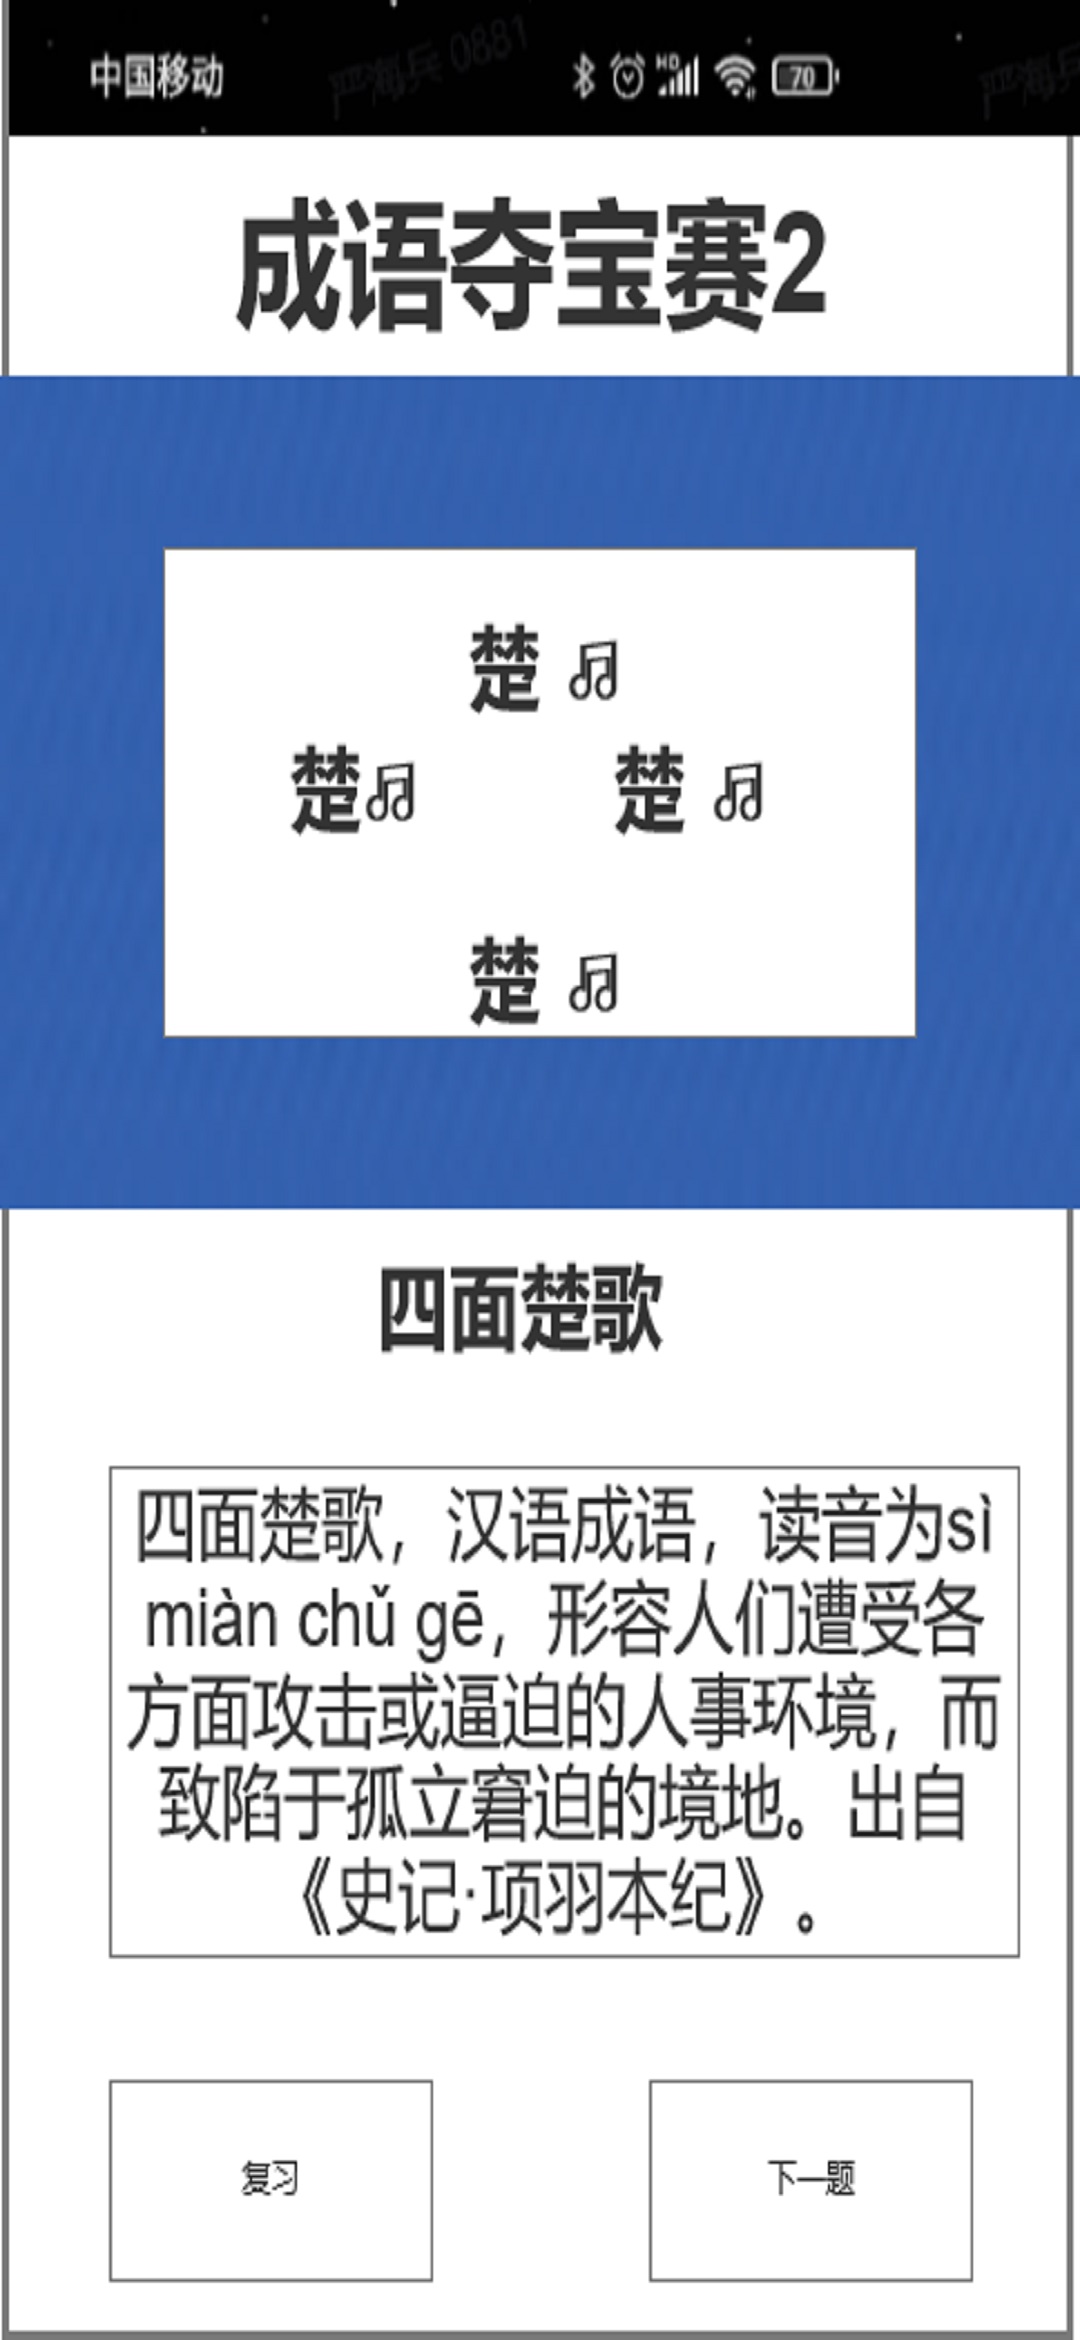 中国移动
严海兵 0881
HD
70
成语夺宝赛2
楚 ♫
楚♫ 楚 ♫
楚 ♫
四面楚歌
四面楚歌，汉语成语，读音为sì
miàn chǔ gē，形容人们遭受各
方面攻击或逼迫的人事环境，而
致陷于孤立窘迫的境地。出自
《史记·项羽本纪》。
复习
下一题